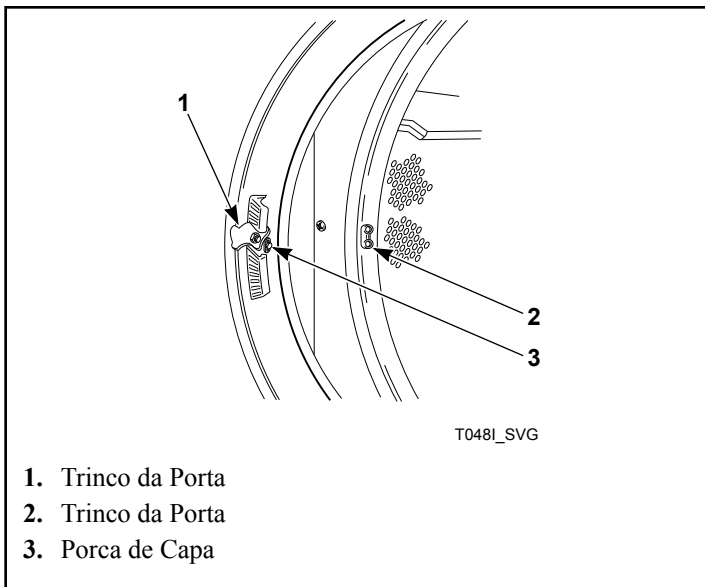 1
2
3
T048I_SVG
1. Trinco da Porta
2. Trinco da Porta
3. Porca de Capa